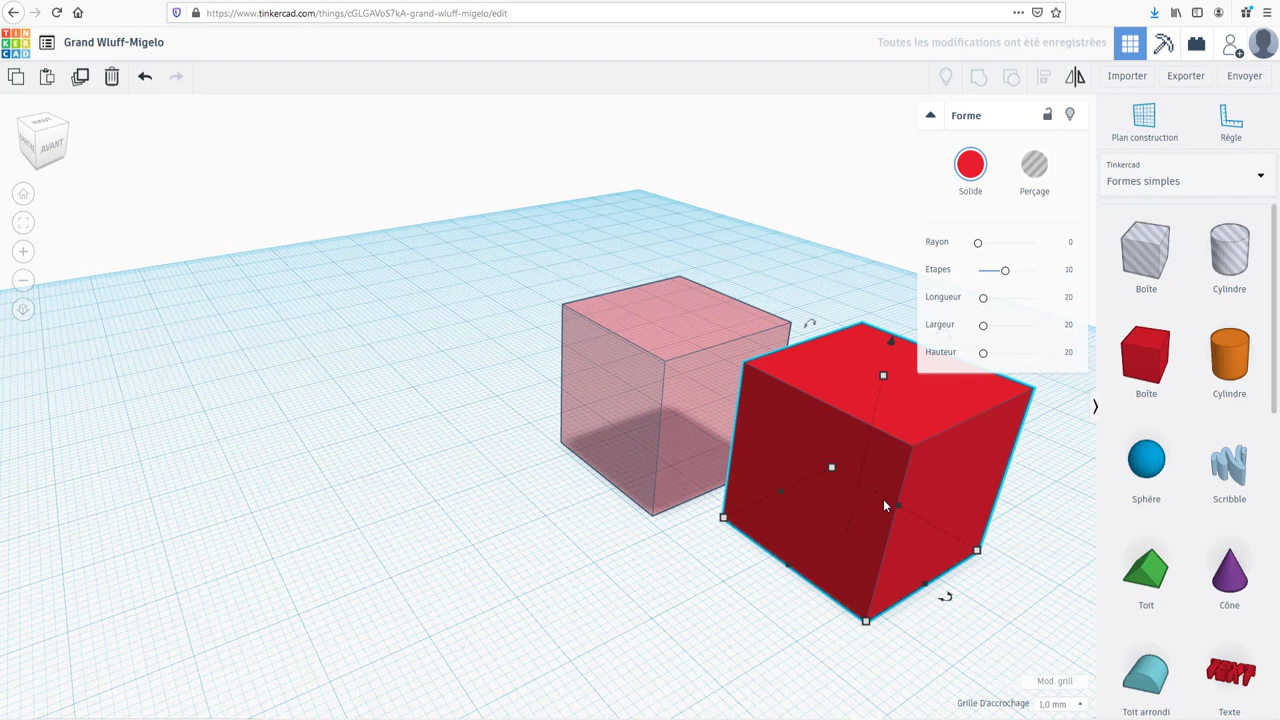 https://www.tinkercad.com/things/cGLGAVoS7kA-grand-wluff-migelo/edit
TIN
KER
CAD
Grand Wluff-Migelo
Toutes les modifications ont été enregistrées
Importer
Exporter
Envoyer
HAUT
AVANT
Forme
Solide
Perçage
Rayon 0
Etapes 10
Longueur 20
Largeur 20
Hauteur 20
Plan construction
Règle
Tinkercad
Formes simples
Boîte
Cylindre
Boîte
Cylindre
Sphère
Scribble
Toit
Cône
TEXT
Toit arrondi
Texte
Mod. grill
Grille D'accrochage 1,0 mm